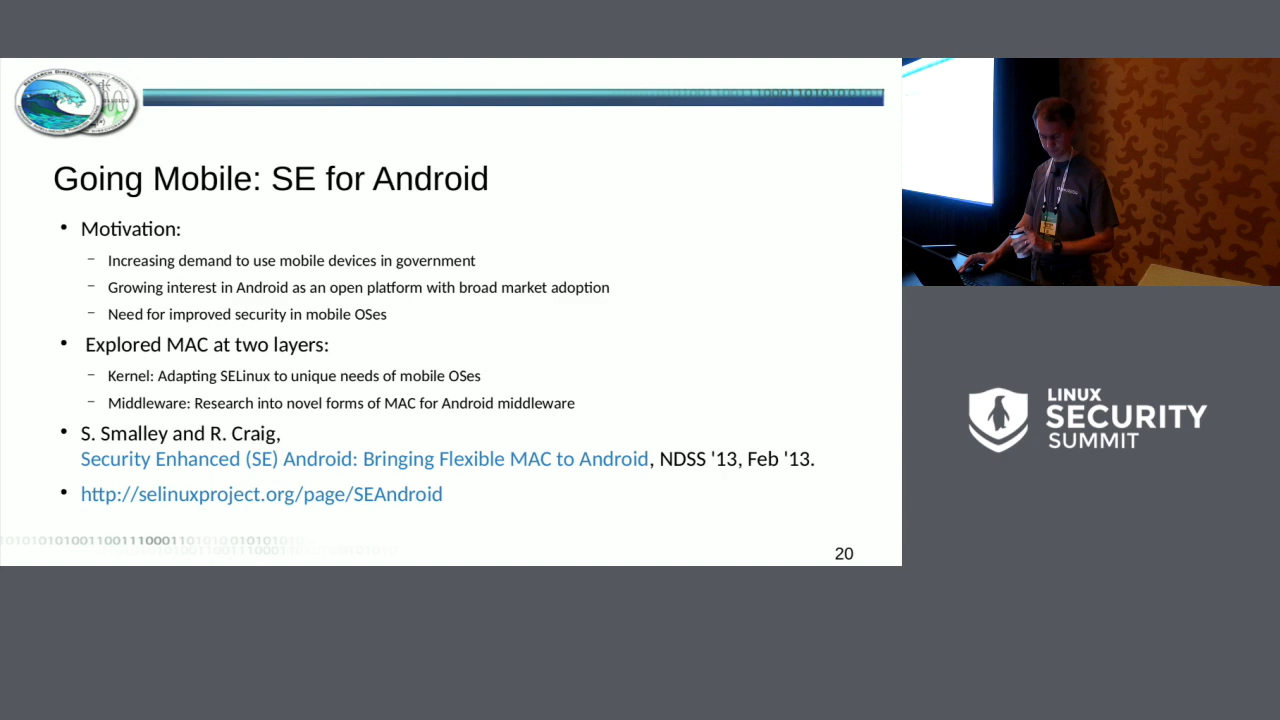 Going Mobile: SE for Android
• Motivation:
– Increasing demand to use mobile devices in government
– Growing interest in Android as an open platform with broad market adoption
– Need for improved security in mobile OSes
• Explored MAC at two layers:
– Kernel: Adapting SELinux to unique needs of mobile OSes
– Middleware: Research into novel forms of MAC for Android middleware
• S. Smalley and R. Craig,
Security Enhanced (SE) Android: Bringing Flexible MAC to Android, NDSS '13, Feb '13.
• http://selinuxproject.org/page/SEAndroid
20
LINUX
SECURITY
SUMMIT